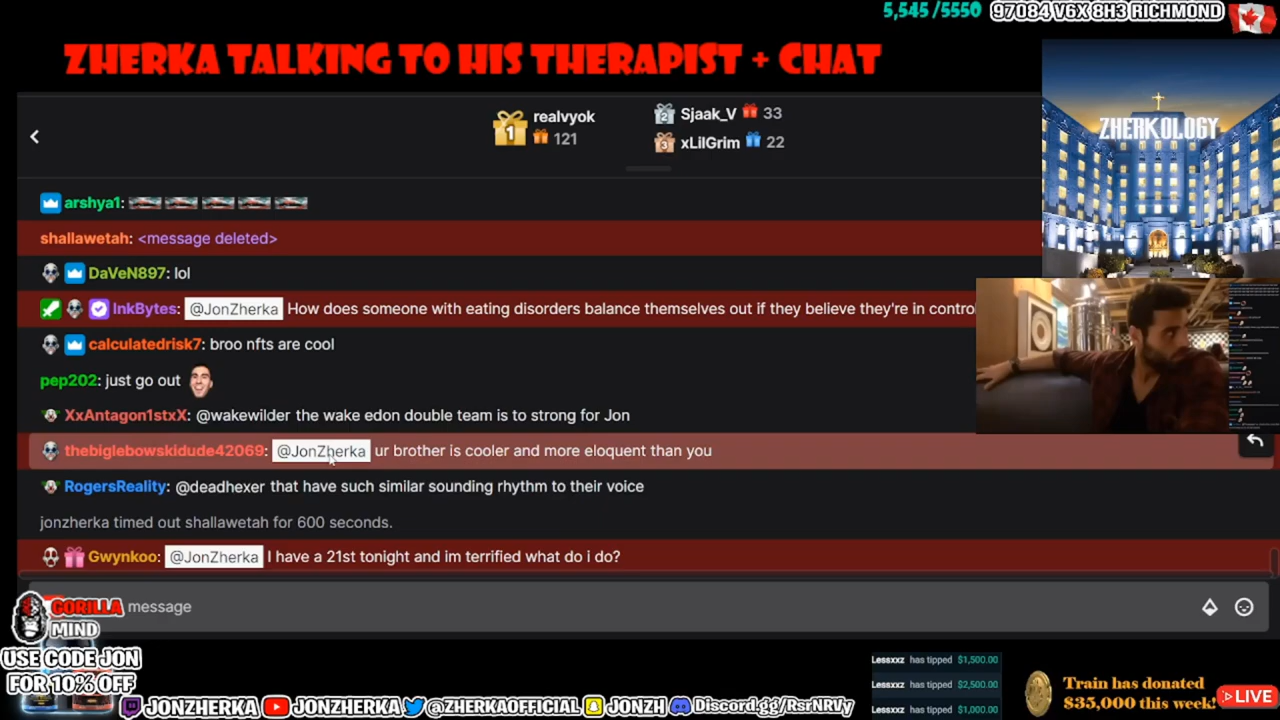 5,545 /5550
97084 V6X 8H3 RICHMOND
ZHERKA TALKING TO HIS THERAPIST + CHAT
1
realvyok
121
2
Sjaak_V
33
3
xLilGrim
22
ZHERKOLOGY
arshya1:
shallawetah: <message deleted>
DaVeN897: lol
InkBytes: @JonZherka How does someone with eating disorders balance themselves out if they believe they're in contro
calculatedrisk7: broo nfts are cool
pep202: just go out
XxAntagon1stxX: @wakewilder the wake edon double team is to strong for Jon
thebiglebowskidude42069: @JonZherka ur brother is cooler and more eloquent than you
RogersReality: @deadhexer that have such similar sounding rhythm to their voice
jonzherka timed out shallawetah for 600 seconds.
Gwynkoo: @JonZherka I have a 21st tonight and im terrified what do i do?
message
GORILLA
MIND
USE CODE JON
FOR 10% OFF
Lessxxz has tipped $1,500.00
Lessxxz has tipped $2,500.00
Lessxxz has tipped $1,000.00
Train has donated
$35,000 this week!
LIVE
JONZHERKA
JONZHERKA
@ZHERKAOFFICIAL
JONZH
Discord.gg/RsrNRVy